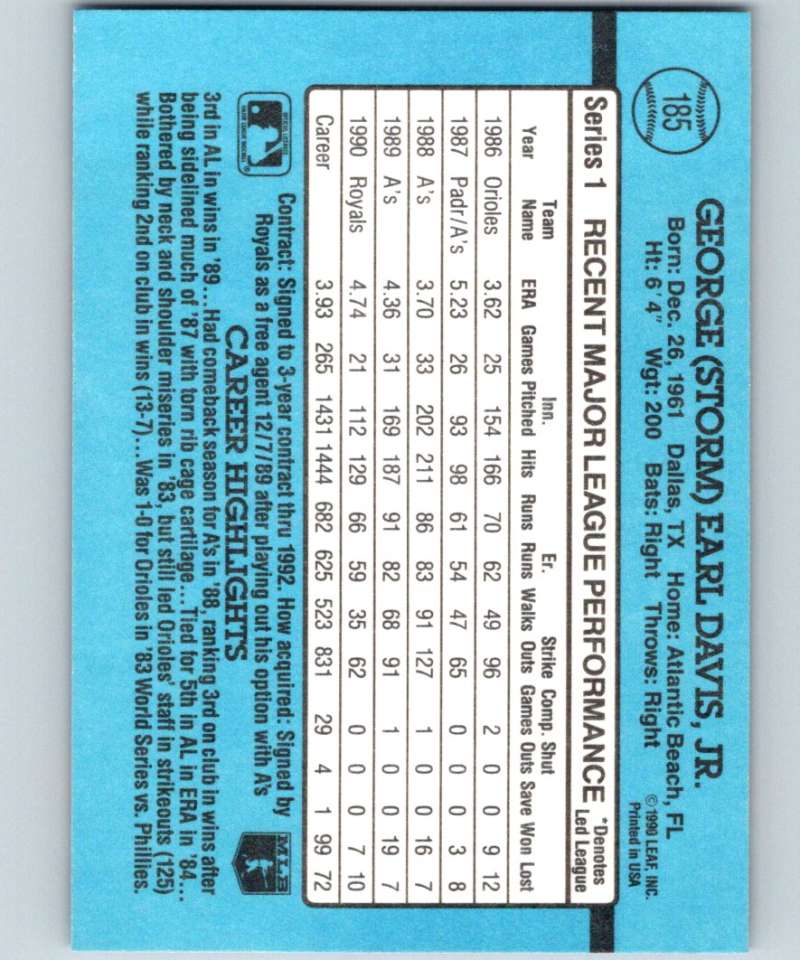 185
GEORGE (STORM) EARL DAVIS, JR.
Born: Dec. 26, 1961 Dallas, TX Home: Atlantic Beach, FL
Ht: 6'4" Wgt: 200 Bats: Right Throws: Right
© 1990 LEAF, INC.
Printed in USA
Series 1 RECENT MAJOR LEAGUE PERFORMANCE *Denotes Led League
Year Team Name ERA Games Inn. Pitched Hits Runs Er. Runs Walks Strike Outs Comp. Games Shut Outs Save Won Lost
1986 Orioles 3.62 25 154 166 70 62 49 96 2 0 0 9 12
1987 Padr/A's 5.23 26 93 98 61 54 47 65 0 0 0 3 8
1988 A's 3.70 33 202 211 86 83 91 127 1 0 0 16 7
1989 A's 4.36 31 169 187 91 82 68 91 1 0 0 19 7
1990 Royals 4.74 21 112 129 66 59 35 62 0 0 0 7 10
Career 3.93 265 1431 1444 682 625 523 831 29 4 1 99 72
Contract: Signed to 3-year contract thru 1992. How acquired: Signed by
Royals as a free agent 12/7/89 after playing out his option with A's
MLB
CAREER HIGHLIGHTS
3rd in AL in wins in '89...Had comeback season for A's in '88, ranking 3rd on club in wins after
being sidelined much of '87 with torn rib cage cartilage...Tied for 5th in AL in ERA in '84...
Bothered by neck and shoulder miseries in '83, but still led Orioles' staff in strikeouts (125)
while ranking 2nd on club in wins (13-7)...Was 1-0 for Orioles in '83 World Series vs. Phillies.